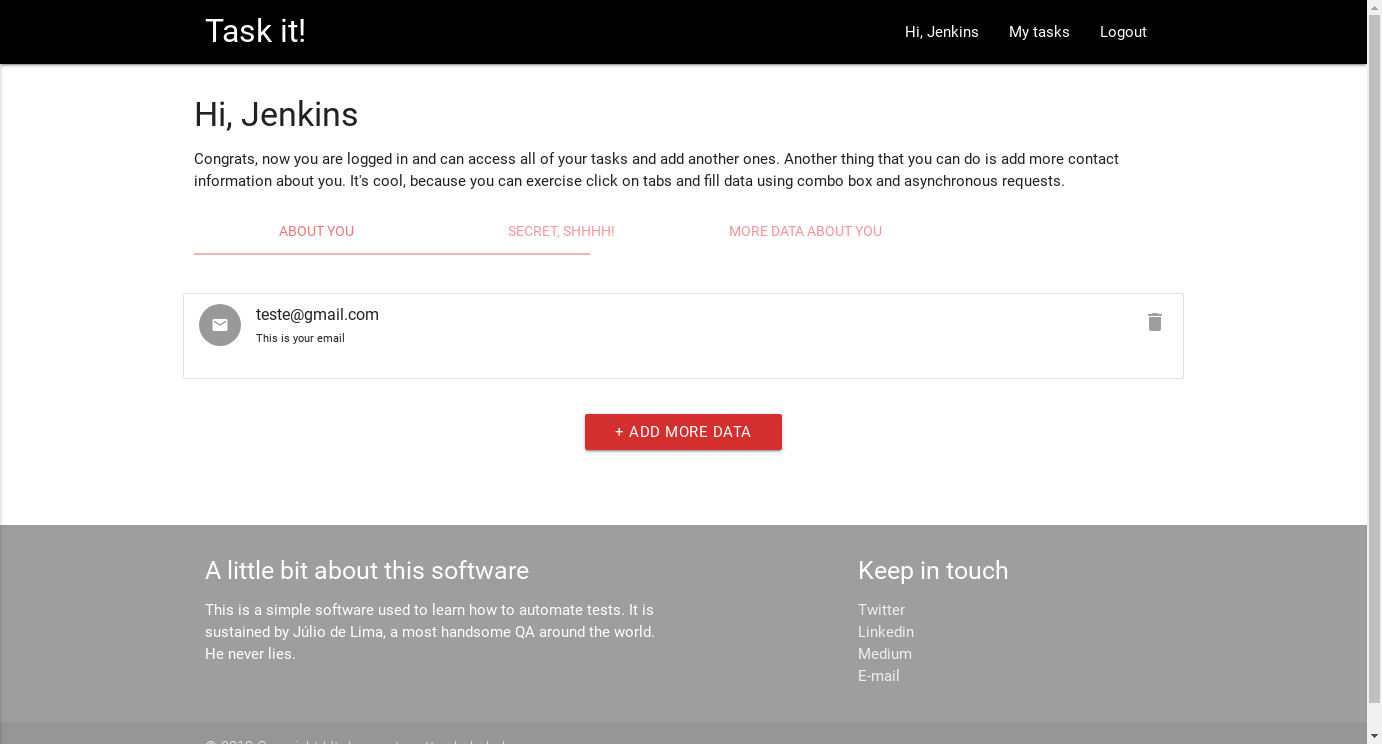 Task it!
Hi, Jenkins
My tasks
Logout
Hi, Jenkins
Congrats, now you are logged in and can access all of your tasks and add another ones. Another thing that you can do is add more contact
information about you. It's cool, because you can exercise click on tabs and fill data using combo box and asynchronous requests.
ABOUT YOU
SECRET, SHHHH!
MORE DATA ABOUT YOU
teste@gmail.com
This is your email
+ ADD MORE DATA
A little bit about this software
This is a simple software used to learn how to automate tests. It is
sustained by Júlio de Lima, a most handsome QA around the world.
He never lies.
Keep in touch
Twitter
Linkedin
Medium
E-mail